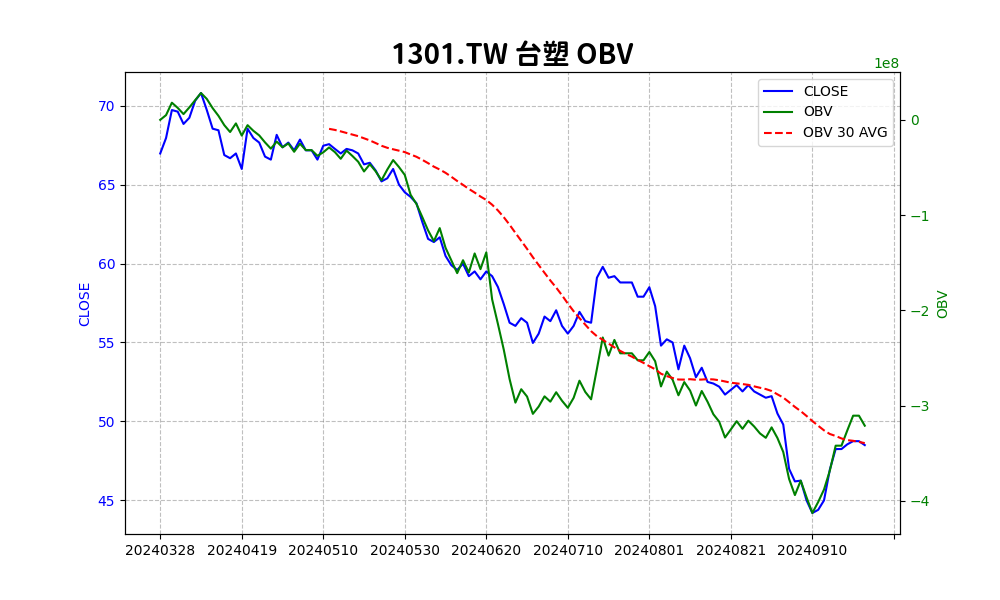 1301.TW 台塑 OBV
1e8
CLOSE
OBV
OBV 30 AVG
70
65
60
55
50
45
CLOSE
0
−1
−2
−3
−4
OBV
20240328 20240419 20240510 20240530 20240620 20240710 20240801 20240821 20240910